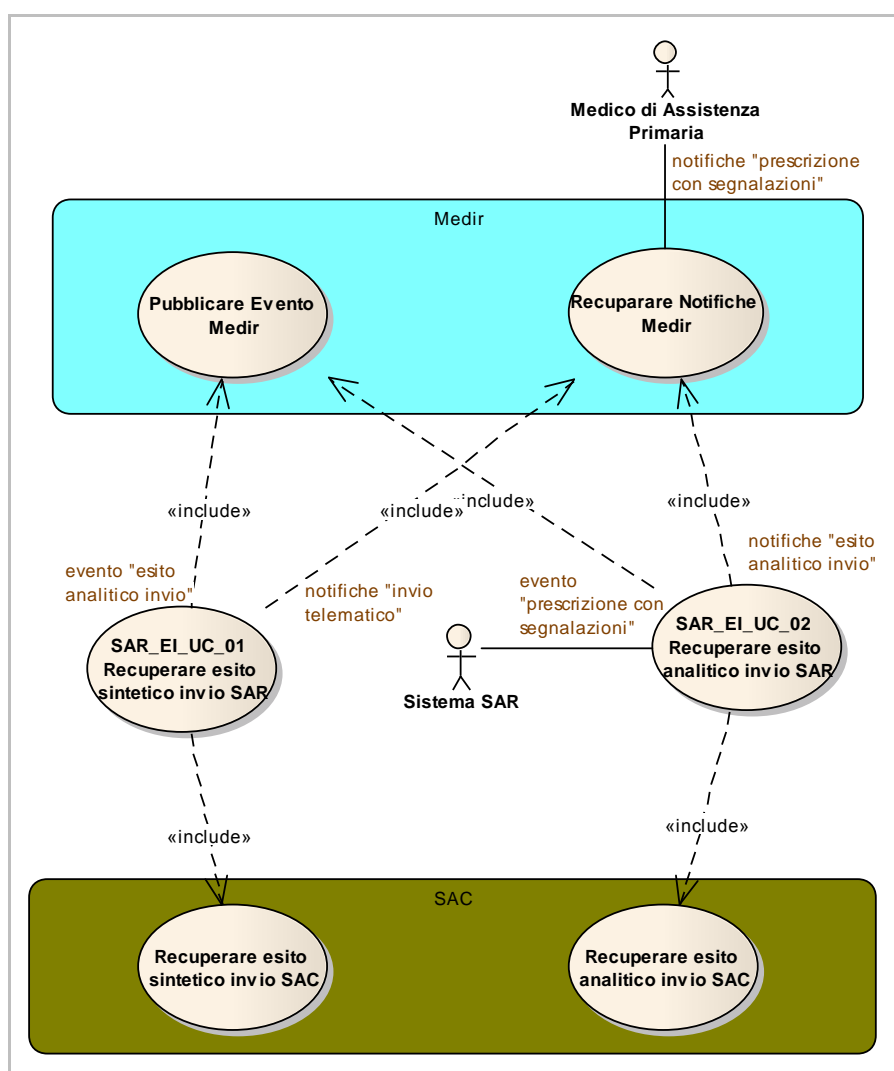 Medico di Assistenza
Primaria
notifiche "prescrizione
con segnalazioni"
Medir
Pubblicare Evento
Medir
Recuparare Notifiche
Medir
«include»
«include»
«include»
«include»
evento "esito
analitico invio"
notifiche "invio
telematico"
evento
"prescrizione con
segnalazioni"
notifiche "esito
analitico invio"
SAR_EI_UC_01
Recuperare esito
sintetico invio SAR
Sistema SAR
SAR_EI_UC_02
Recuperare esito
analitico invio SAR
«include»
«include»
SAC
Recuperare esito
sintetico invio SAC
Recuperare esito
analitico invio SAC